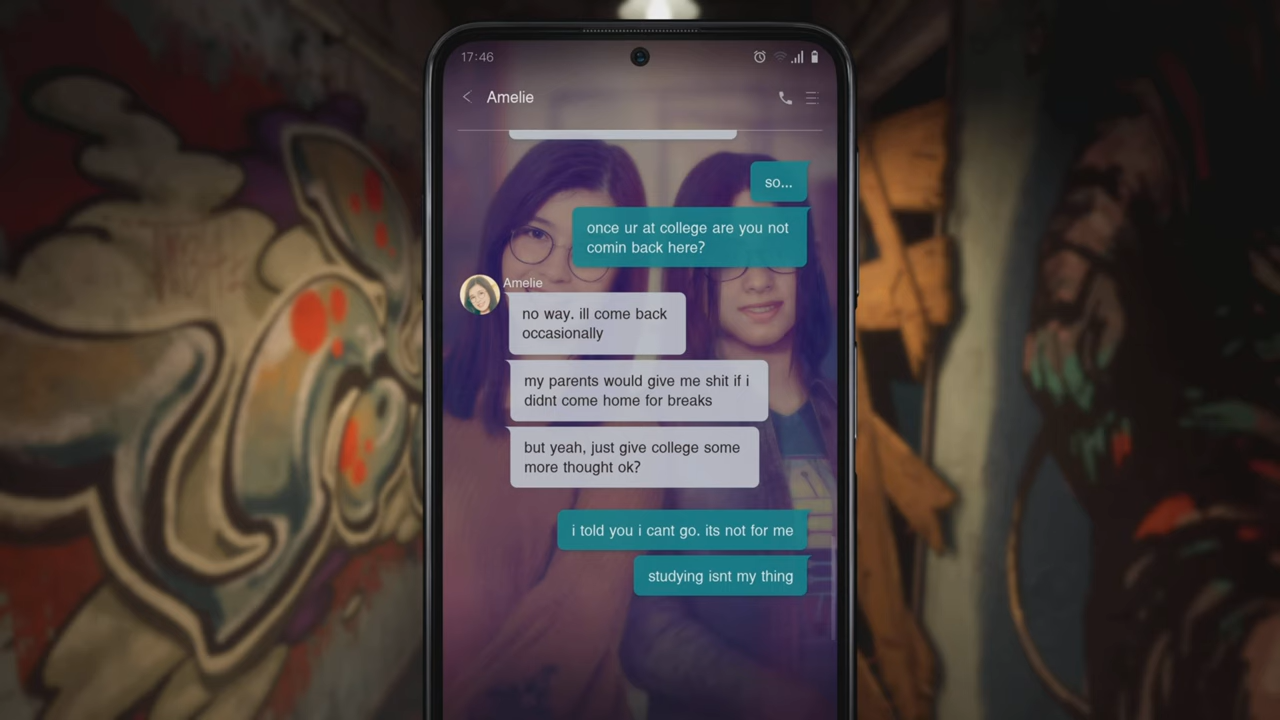 17:46
Amelie
so...
once ur at college are you not
comin back here?
Amelie
no way. ill come back
occasionally
my parents would give me shit if i
didnt come home for breaks
but yeah, just give college some
more thought ok?
i told you i cant go. its not for me
studying isnt my thing